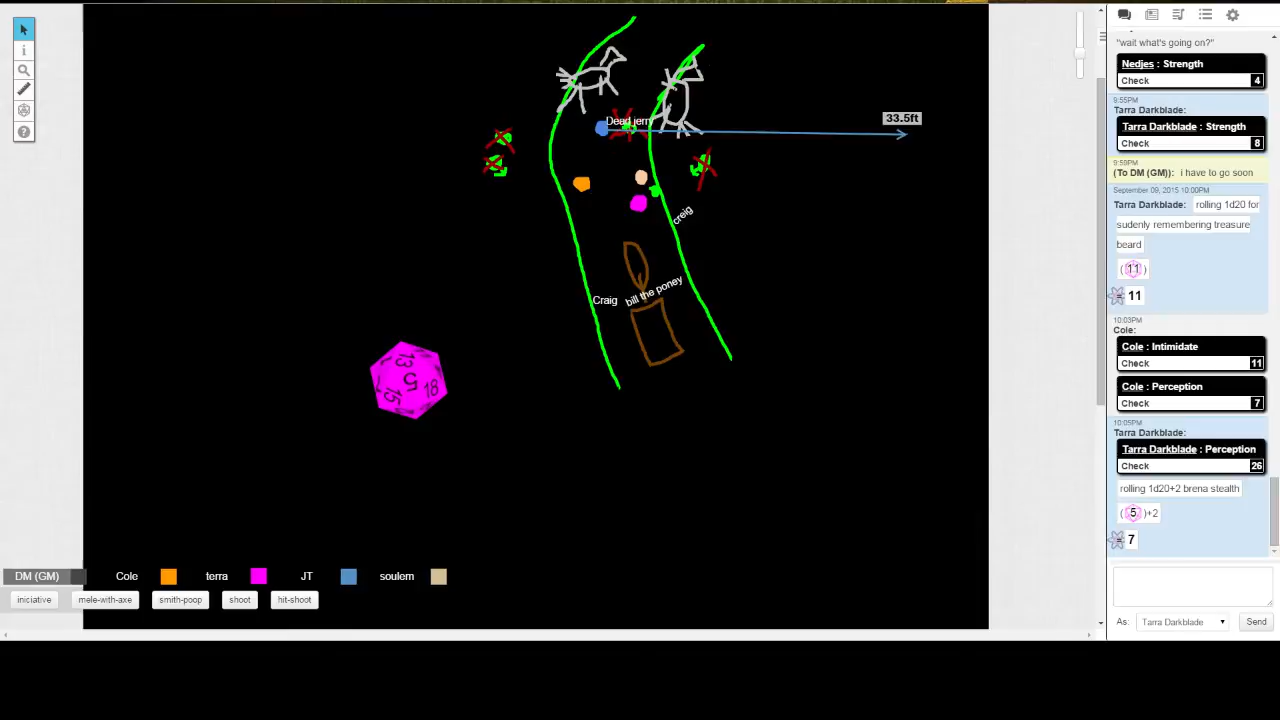 33.5ft
Dead jerry
creig
Craig
bill the poney
13
5
18
15
DM (GM)
Cole
terra
JT
soulem
iniciative
mele-with-axe
smith-poop
shoot
hit-shoot
"wait what's going on?"
Nedjes : Strength
Check 4
9:55PM
Tarra Darkblade:
Tarra Darkblade : Strength
Check 8
9:59PM
(To DM (GM)): i have to go soon
September 09, 2015 10:00PM
Tarra Darkblade: rolling 1d20 for
sudenly remembering treasure
beard
(11)
= 11
10:03PM
Cole:
Cole : Intimidate
Check 11
Cole : Perception
Check 7
10:05PM
Tarra Darkblade:
Tarra Darkblade : Perception
Check 26
rolling 1d20+2 brena stealth
(5)+2
= 7
As: Tarra Darkblade
Send